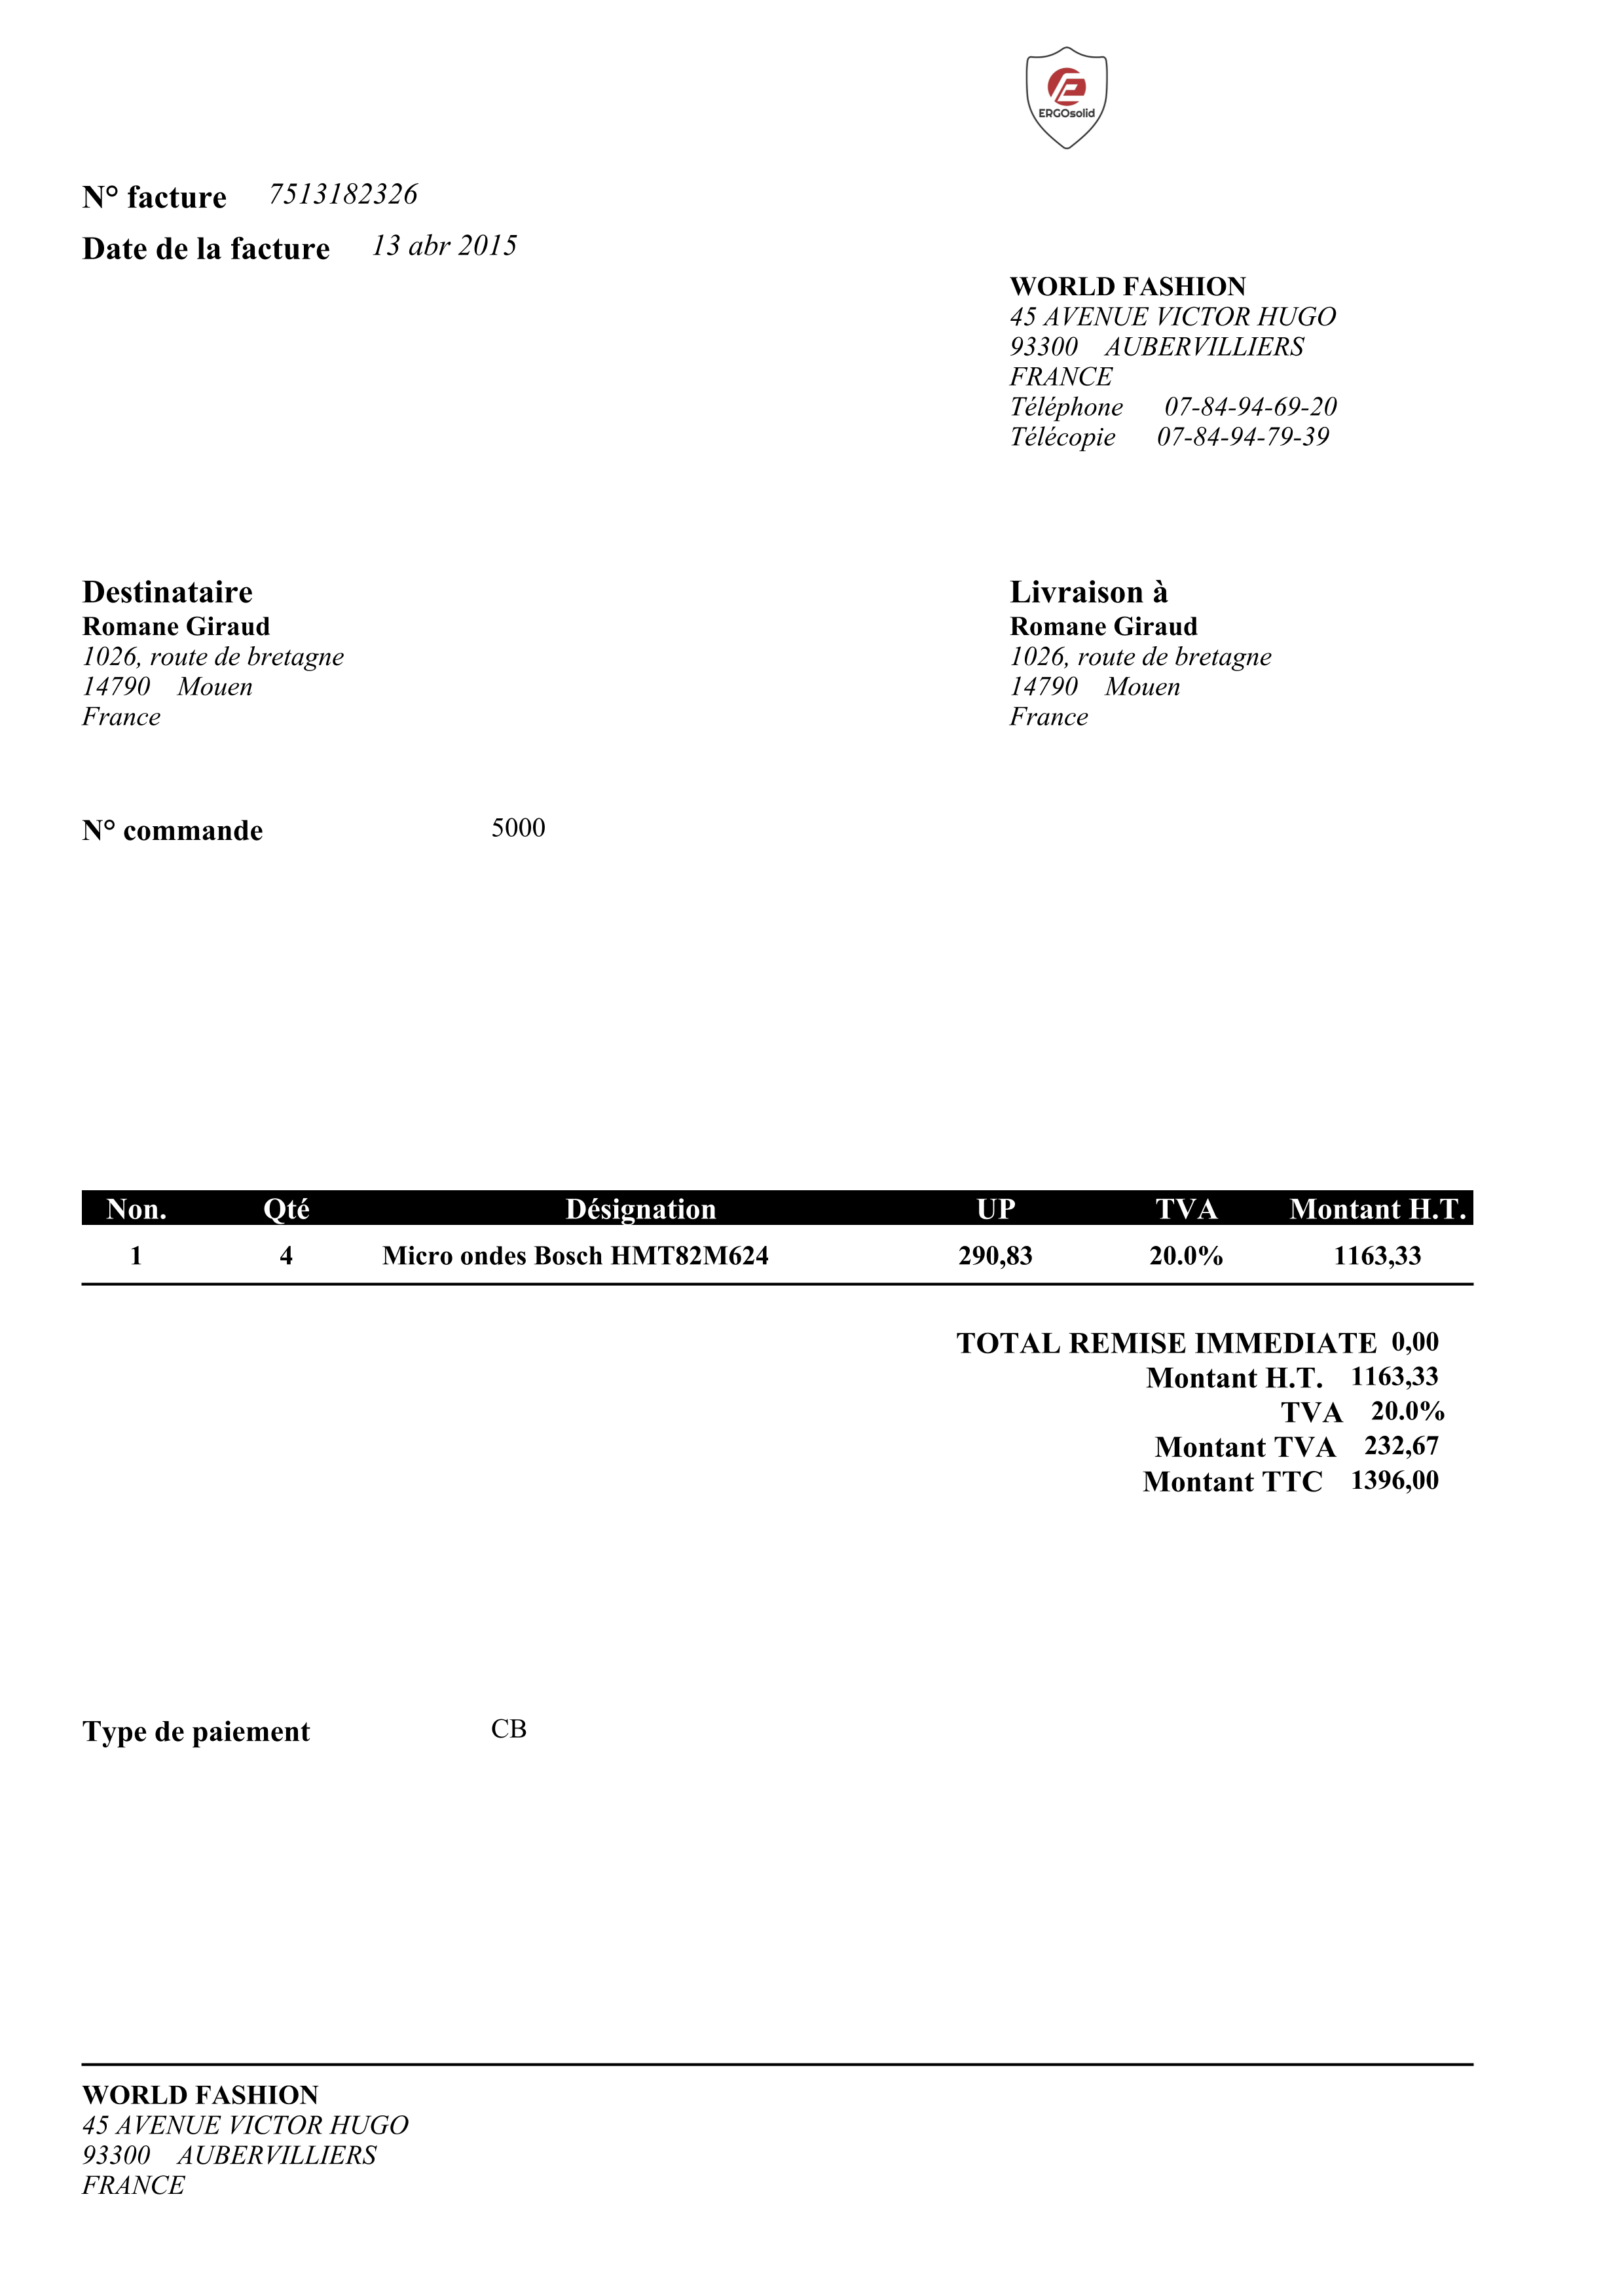 ERGOsolid
N° facture 7513182326
Date de la facture 13 abr 2015
WORLD FASHION
45 AVENUE VICTOR HUGO
93300 AUBERVILLIERS
FRANCE
Téléphone 07-84-94-69-20
Télécopie 07-84-94-79-39
Destinataire
Romane Giraud
1026, route de bretagne
14790 Mouen
France
Livraison à
Romane Giraud
1026, route de bretagne
14790 Mouen
France
N° commande 5000
Non. Qté Désignation UP TVA Montant H.T.
1 4 Micro ondes Bosch HMT82M624 290,83 20.0% 1163,33
TOTAL REMISE IMMEDIATE 0,00
Montant H.T. 1163,33
TVA 20.0%
Montant TVA 232,67
Montant TTC 1396,00
Type de paiement CB
WORLD FASHION
45 AVENUE VICTOR HUGO
93300 AUBERVILLIERS
FRANCE